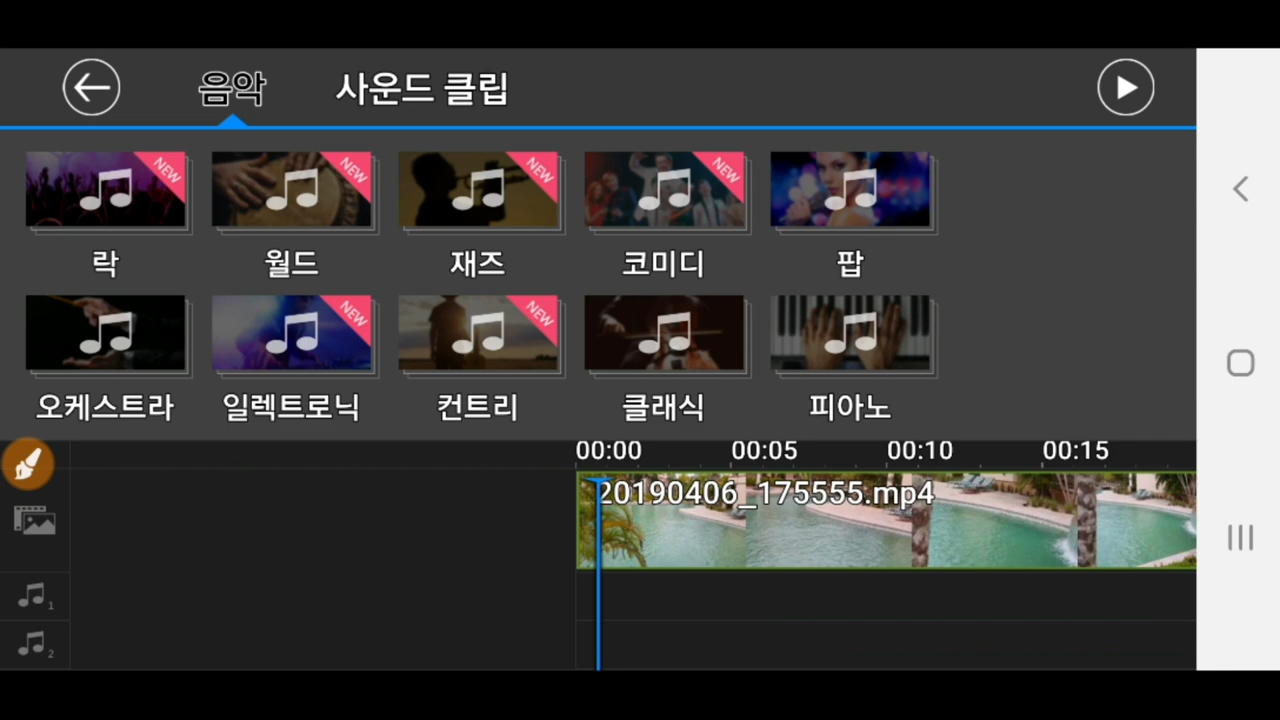 음악 사운드 클립
NEW NEW NEW NEW
락 월드 재즈 코미디 팝
NEW NEW
오케스트라 일렉트로닉 컨트리 클래식 피아노
00:00 00:05 00:10 00:15
20190406_175555.mp4
1
2